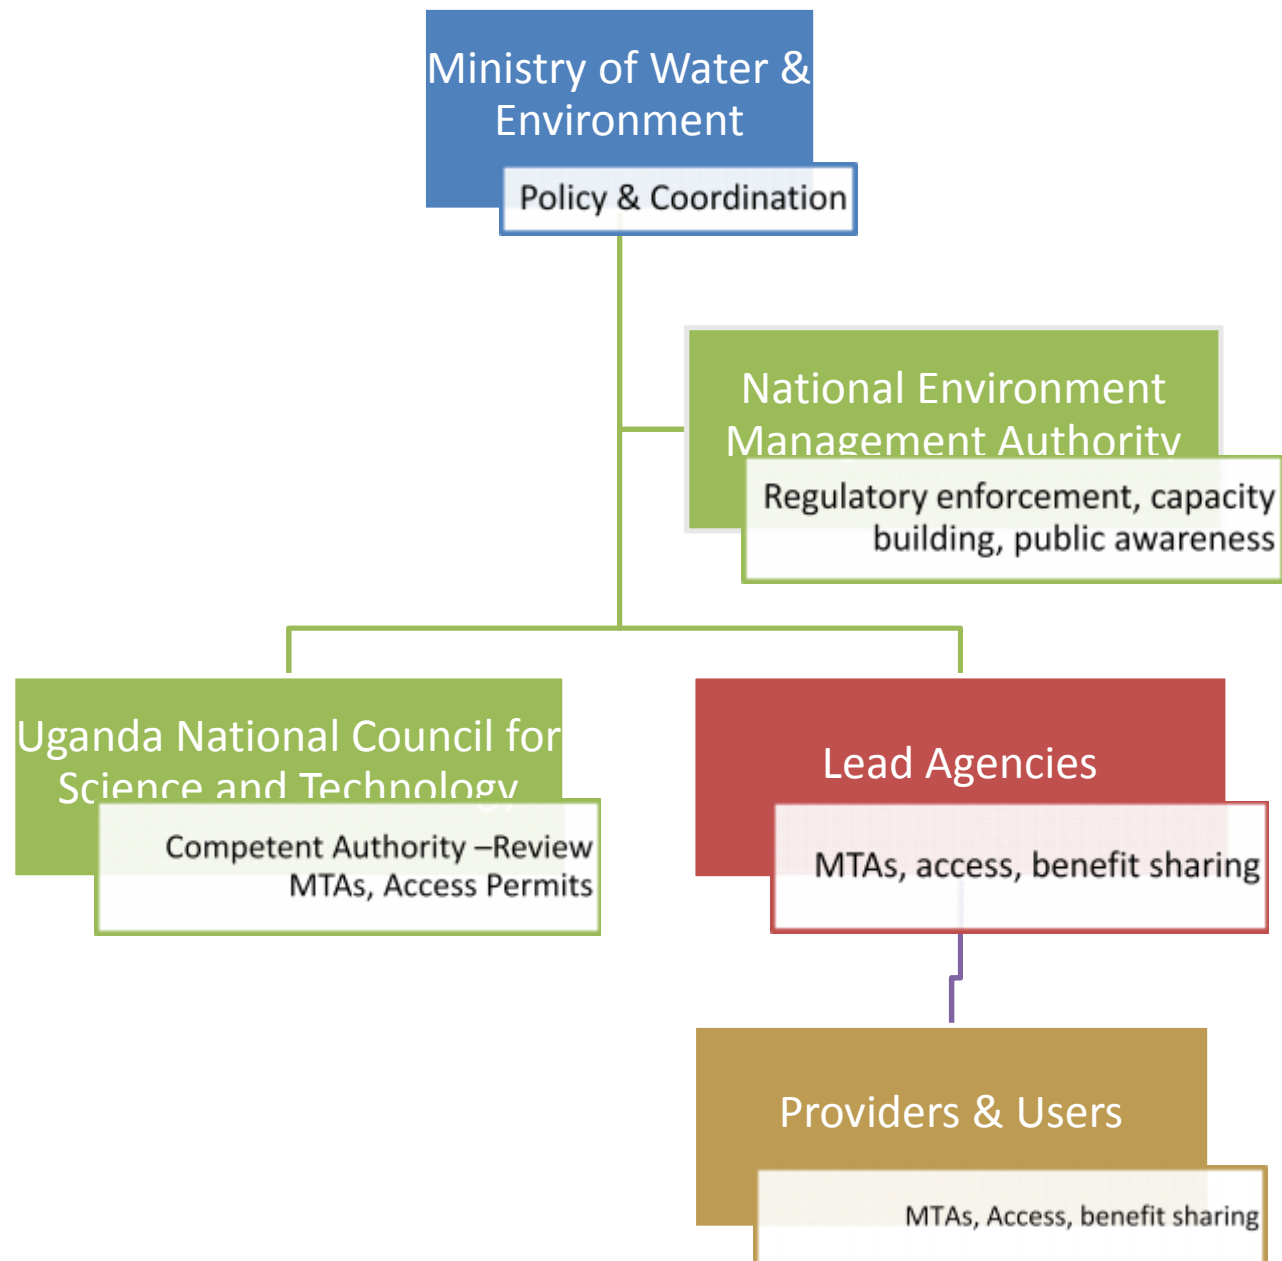 Ministry of Water &
Environment
Policy & Coordination
National Environment
Management Authority
Regulatory enforcement, capacity
building, public awareness
Uganda National Council for
Science and Technology
Competent Authority –Review
MTAs, Access Permits
Lead Agencies
MTAs, access, benefit sharing
Providers & Users
MTAs, Access, benefit sharing